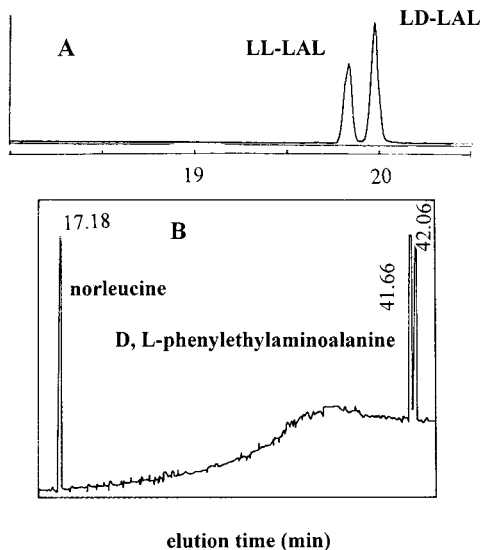 A
LL-LAL
LD-LAL
19
20
17.18
B
norleucine
D, L-phenylethylaminoalanine
41.66
42.06
elution time (min)